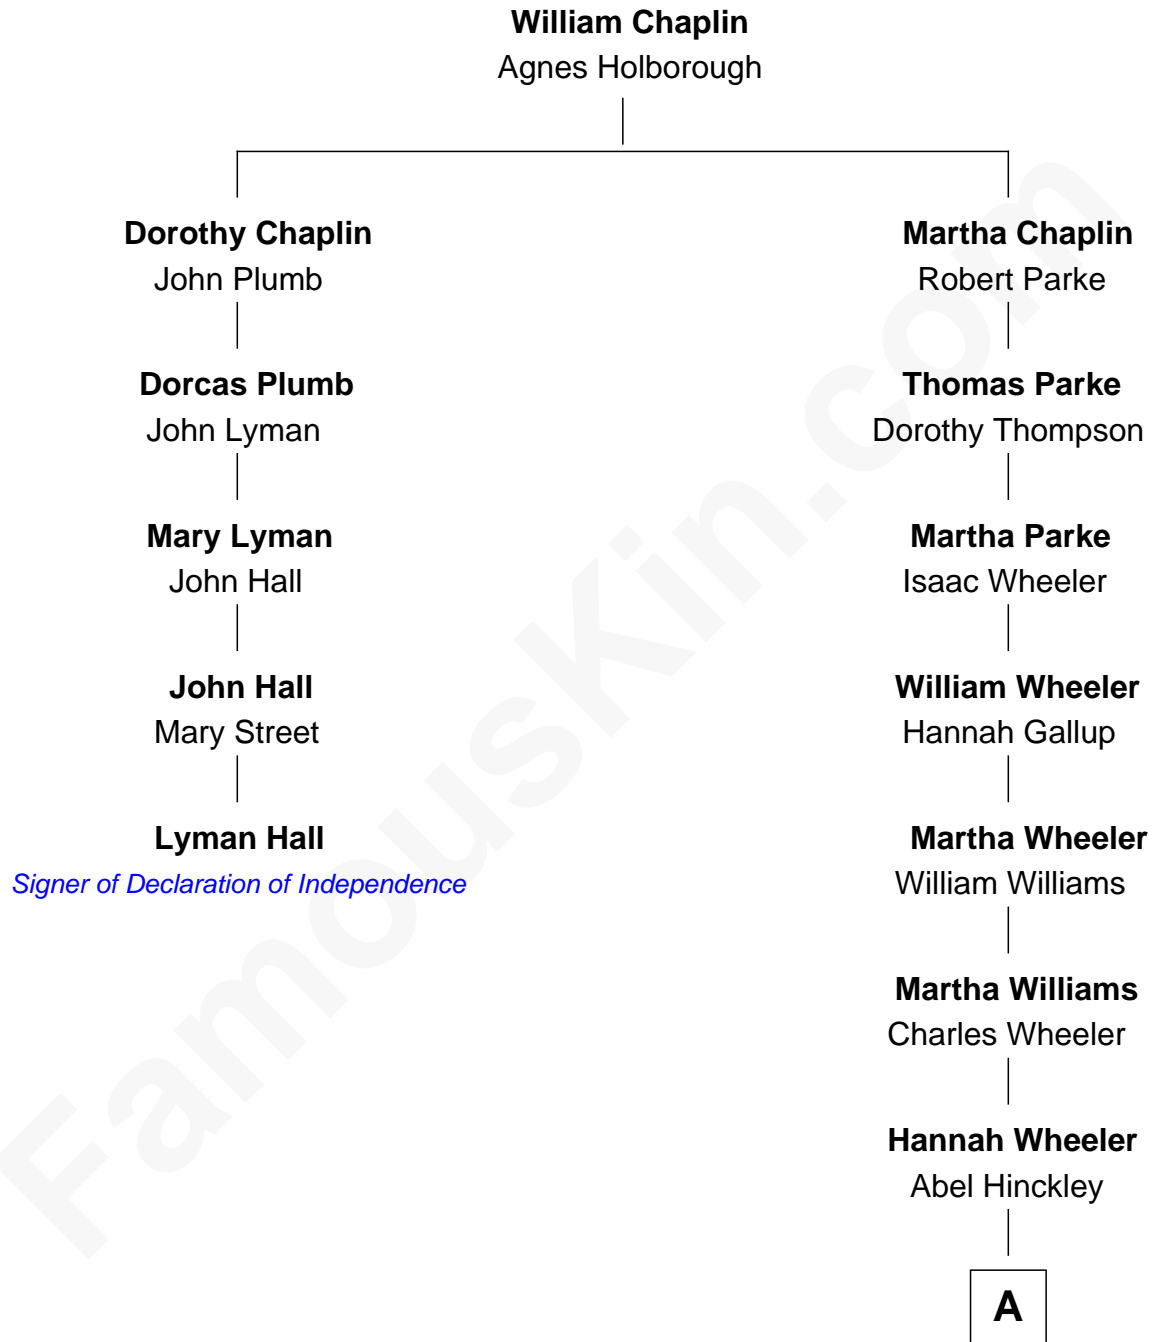 William Chaplin
Agnes Holborough
Dorothy Chaplin
John Plumb
Dorcas Plumb
John Lyman
Mary Lyman
John Hall
John Hall
Mary Street
Lyman Hall
Signer of Declaration of Independence
Martha Chaplin
Robert Parke
Thomas Parke
Dorothy Thompson
Martha Parke
Isaac Wheeler
William Wheeler
Hannah Gallup
Martha Wheeler
William Williams
Martha Williams
Charles Wheeler
Hannah Wheeler
Abel Hinckley
A
FamousKin.com